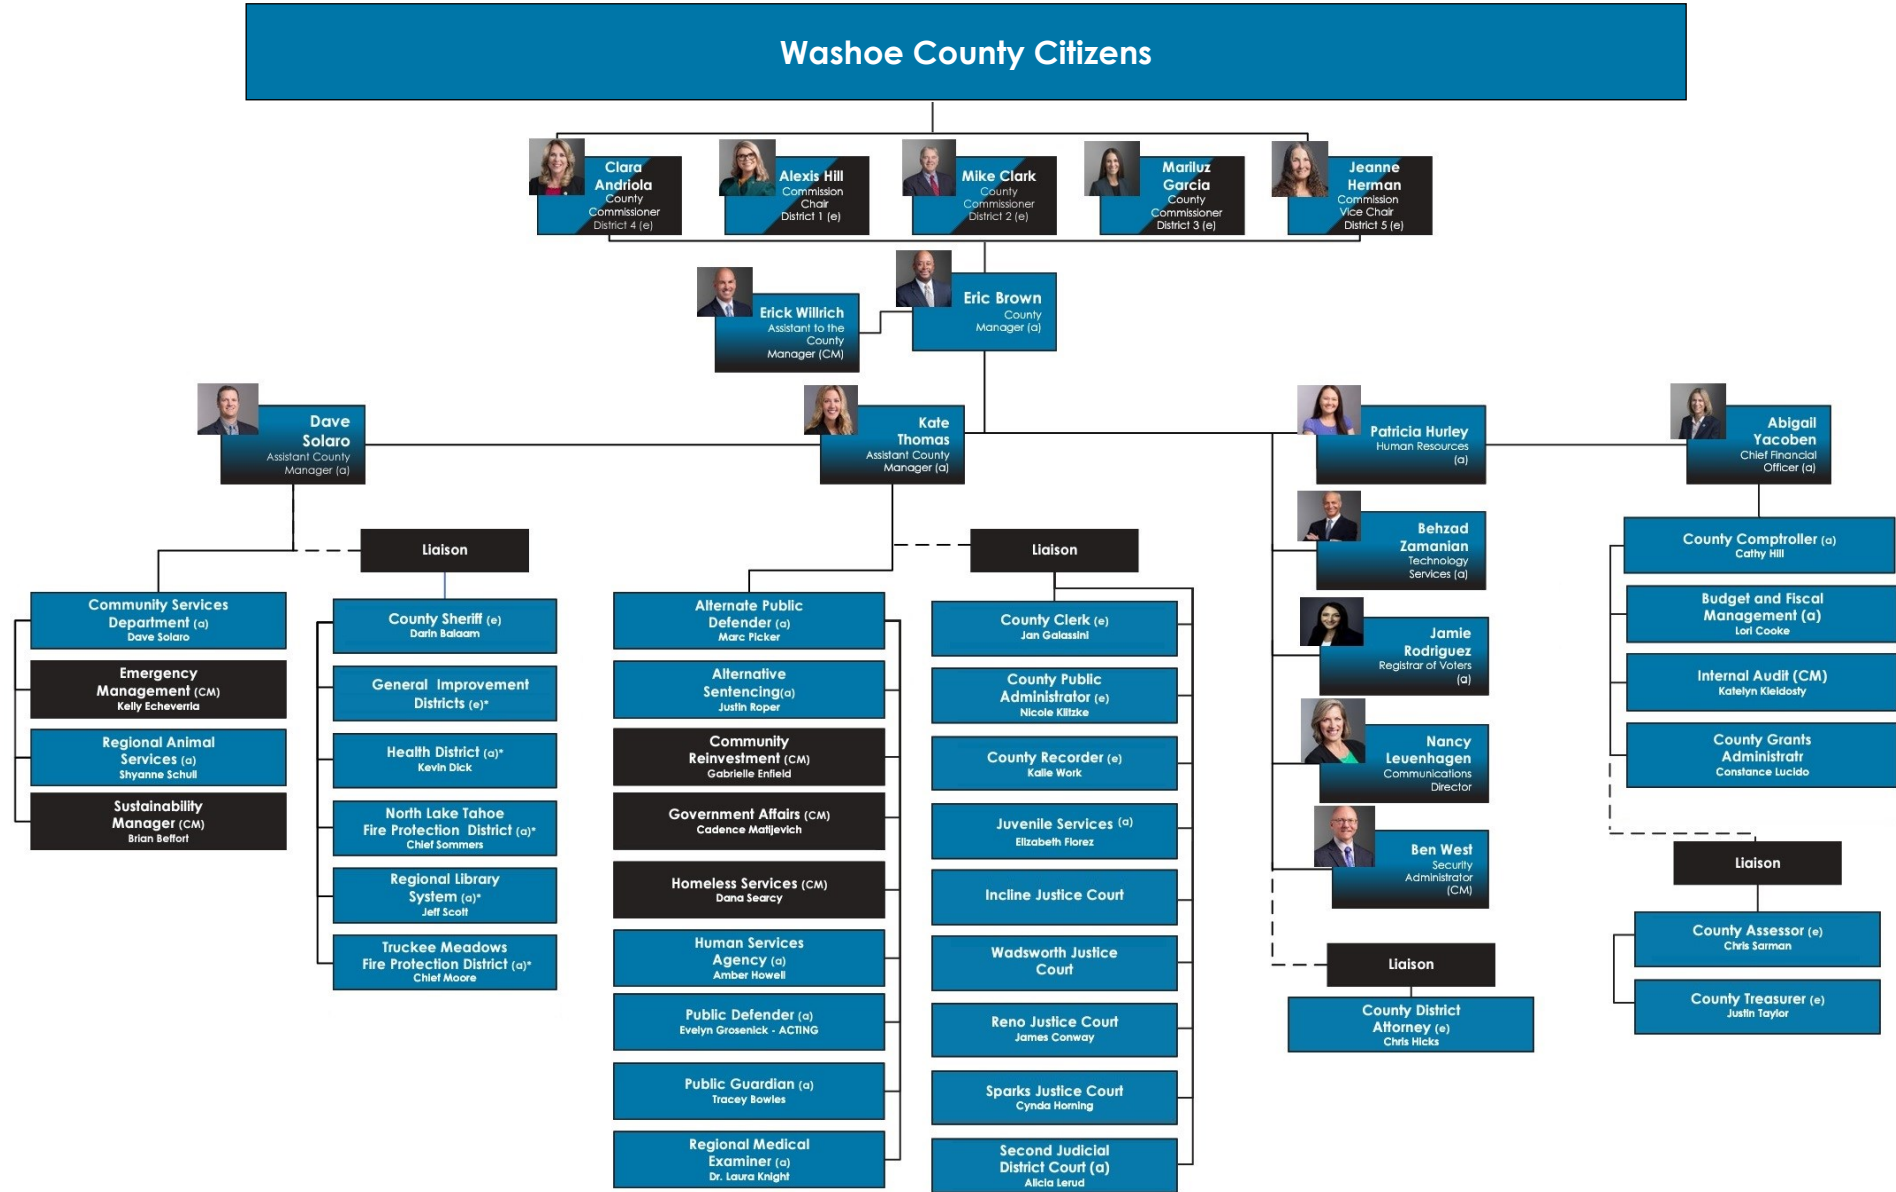 Washoe County Citizens
Clara
Andriola
County
Commissioner
District 4 (e)
Alexis Hill
Commission
Chair
District 1 (e)
Mike Clark
County
Commissioner
District 2 (e)
Mariluz
Garcia
County
Commissioner
District 3 (e)
Jeanne
Herman
Commission
Vice Chair
District 5 (e)
Erick Willrich
Assistant to the
County
Manager (CM)
Eric Brown
County
Manager (a)
Dave
Solaro
Assistant County
Manager (a)
Kate
Thomas
Assistant County
Manager (a)
Patricia Hurley
Human Resources
(a)
Abigail
Yacoben
Chief Financial
Officer (a)
Liaison
Community Services
Department (a)
Dave Solaro
Emergency
Management (CM)
Kelly Echeverria
Regional Animal
Services (a)
Shyanne Schull
Sustainability
Manager (CM)
Brian Beffort
County Sheriff (e)
Darin Balaam
General Improvement
Districts (e)*
Health District (a)*
Kevin Dick
North Lake Tahoe
Fire Protection District (a)*
Chief Sommers
Regional Library
System (a)*
Jeff Scott
Truckee Meadows
Fire Protection District (a)*
Chief Moore
Liaison
Alternate Public
Defender (a)
Marc Picker
Alternative
Sentencing(a)
Justin Roper
Community
Reinvestment (CM)
Gabrielle Enfield
Government Affairs (CM)
Cadence Matijevich
Homeless Services (CM)
Dana Searcy
Human Services
Agency (a)
Amber Howell
Public Defender (a)
Evelyn Grosenick - ACTING
Public Guardian (a)
Tracey Bowles
Regional Medical
Examiner (a)
Dr. Laura Knight
County Clerk (e)
Jan Galassini
County Public
Administrator (e)
Nicole Klitzke
County Recorder (e)
Kalie Work
Juvenile Services (a)
Elizabeth Florez
Incline Justice Court
Wadsworth Justice
Court
Reno Justice Court
James Conway
Sparks Justice Court
Cynda Horning
Second Judicial
District Court (a)
Alicia Lerud
Behzad
Zamanian
Technology
Services (a)
Jamie
Rodriguez
Registrar of Voters
(a)
Nancy
Leuenhagen
Communications
Director
Ben West
Security
Administrator
(CM)
Liaison
County District
Attorney (e)
Chris Hicks
County Comptroller (a)
Cathy Hill
Budget and Fiscal
Management (a)
Lori Cooke
Internal Audit (CM)
Katelyn Kleidosty
County Grants
Administratr
Constance Lucido
Liaison
County Assessor (e)
Chris Sarman
County Treasurer (e)
Justin Taylor